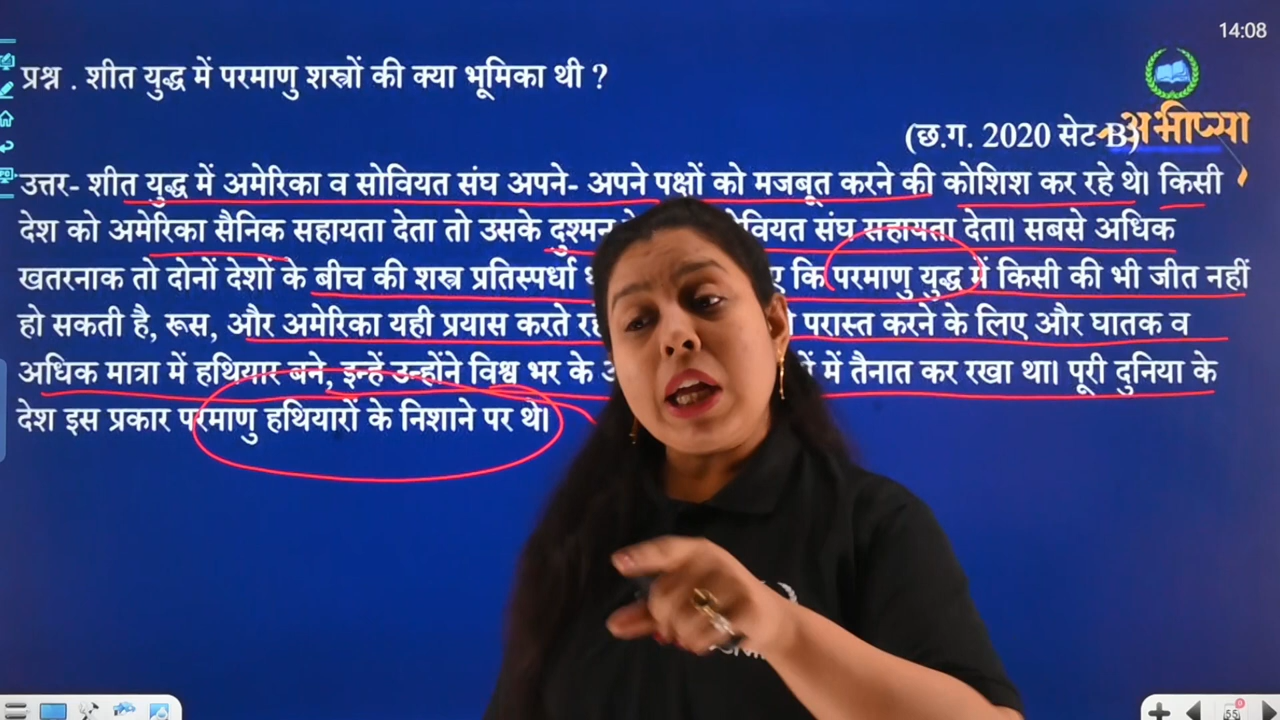 14:08
प्रश्न . शीत युद्ध में परमाणु शस्त्रों की क्या भूमिका थी ?
(छ.ग. 2020 सेट-B)
अभीप्सा
उत्तर- शीत युद्ध में अमेरिका व सोवियत संघ अपने- अपने पक्षों को मजबूत करने की कोशिश कर रहे थे। किसी
देश को अमेरिका सैनिक सहायता देता तो उसके दुश्मन संघ सहायता देता। सबसे अधिक
खतरनाक तो दोनों देशों के बीच की शस्त्र प्रतिस्पर्धा कि परमाणु युद्ध में किसी की भी जीत नहीं
हो सकती है, रूस, और अमेरिका यही प्रयास करते परास्त करने के लिए और घातक व
अधिक मात्रा में हथियार बने, इन्हें उन्होंने विश्व भर के में तैनात कर रखा था। पूरी दुनिया के
देश इस प्रकार परमाणु हथियारों के निशाने पर थे।
55